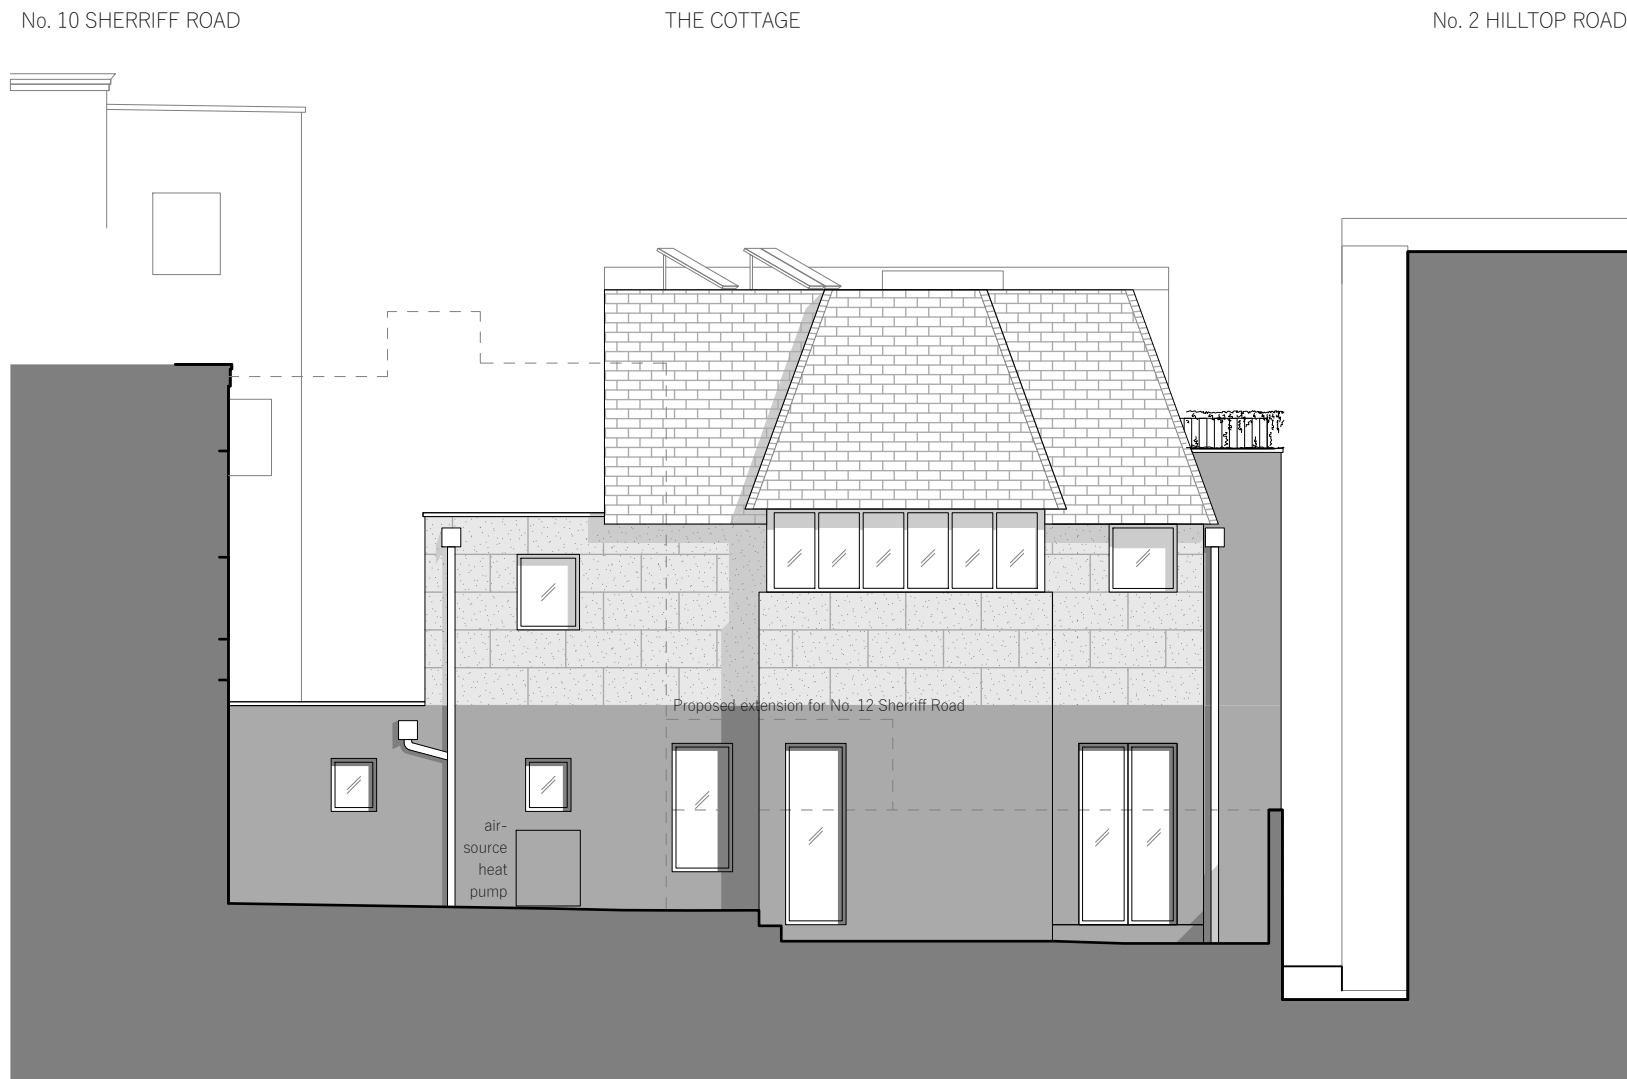 No. 10 SHERRIFF ROAD
THE COTTAGE
No. 2 HILLTOP ROAD
Proposed extension for No. 12 Sherriff Road
air-
source
heat
pump